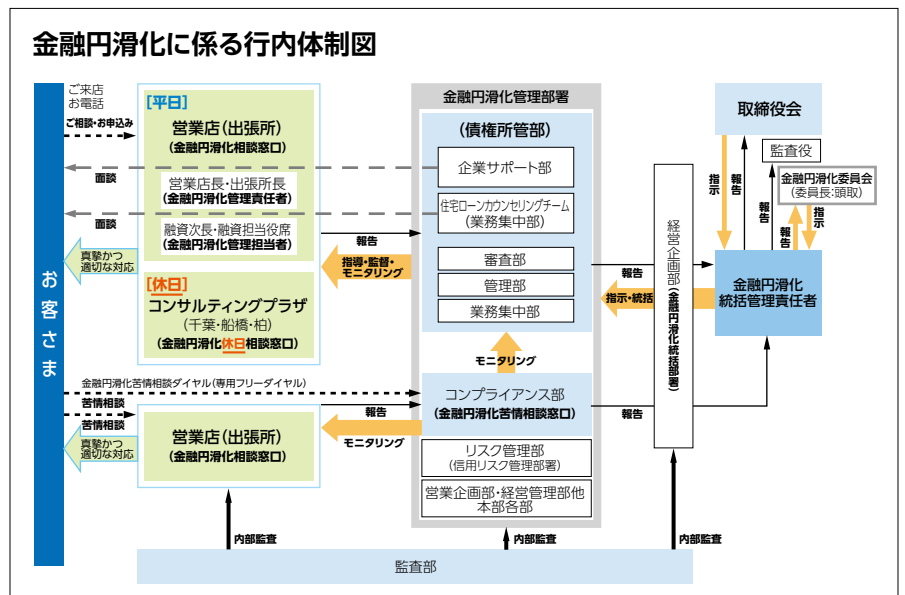 金融円滑化に係る行内体制図
ご来店
お電話
ご相談・お申込み
面談
面談
真摯かつ
適切な対応
お客さま
[平日]
営業店(出張所)
(金融円滑化相談窓口)
営業店長・出張所長
(金融円滑化管理責任者)
融資次長・融資担当役席
(金融円滑化管理担当者)
[休日]
コンサルティングプラザ
(千葉・船橋・柏)
(金融円滑化休日相談窓口)
報告
指導・監督・
モニタリング
金融円滑化管理部署
(債権所管部)
企業サポート部
住宅ローンカウンセリングチーム
(業務集中部)
審査部
管理部
業務集中部
モニタリング
報告
指示・統括
経営企画部(金融円滑化統括部署)
取締役会
監査役
金融円滑化委員会
(委員長:頭取)
指示
報告
報告
報告
指示
金融円滑化
統括管理責任者
金融円滑化苦情相談ダイヤル(専用フリーダイヤル)
苦情相談
苦情相談
真摯かつ
適切な対応
営業店(出張所)
(金融円滑化相談窓口)
報告
モニタリング
コンプライアンス部
(金融円滑化苦情相談窓口)
報告
リスク管理部
(信用リスク管理部署)
営業企画部・経営管理部他
本部各部
内部監査
内部監査
内部監査
監査部